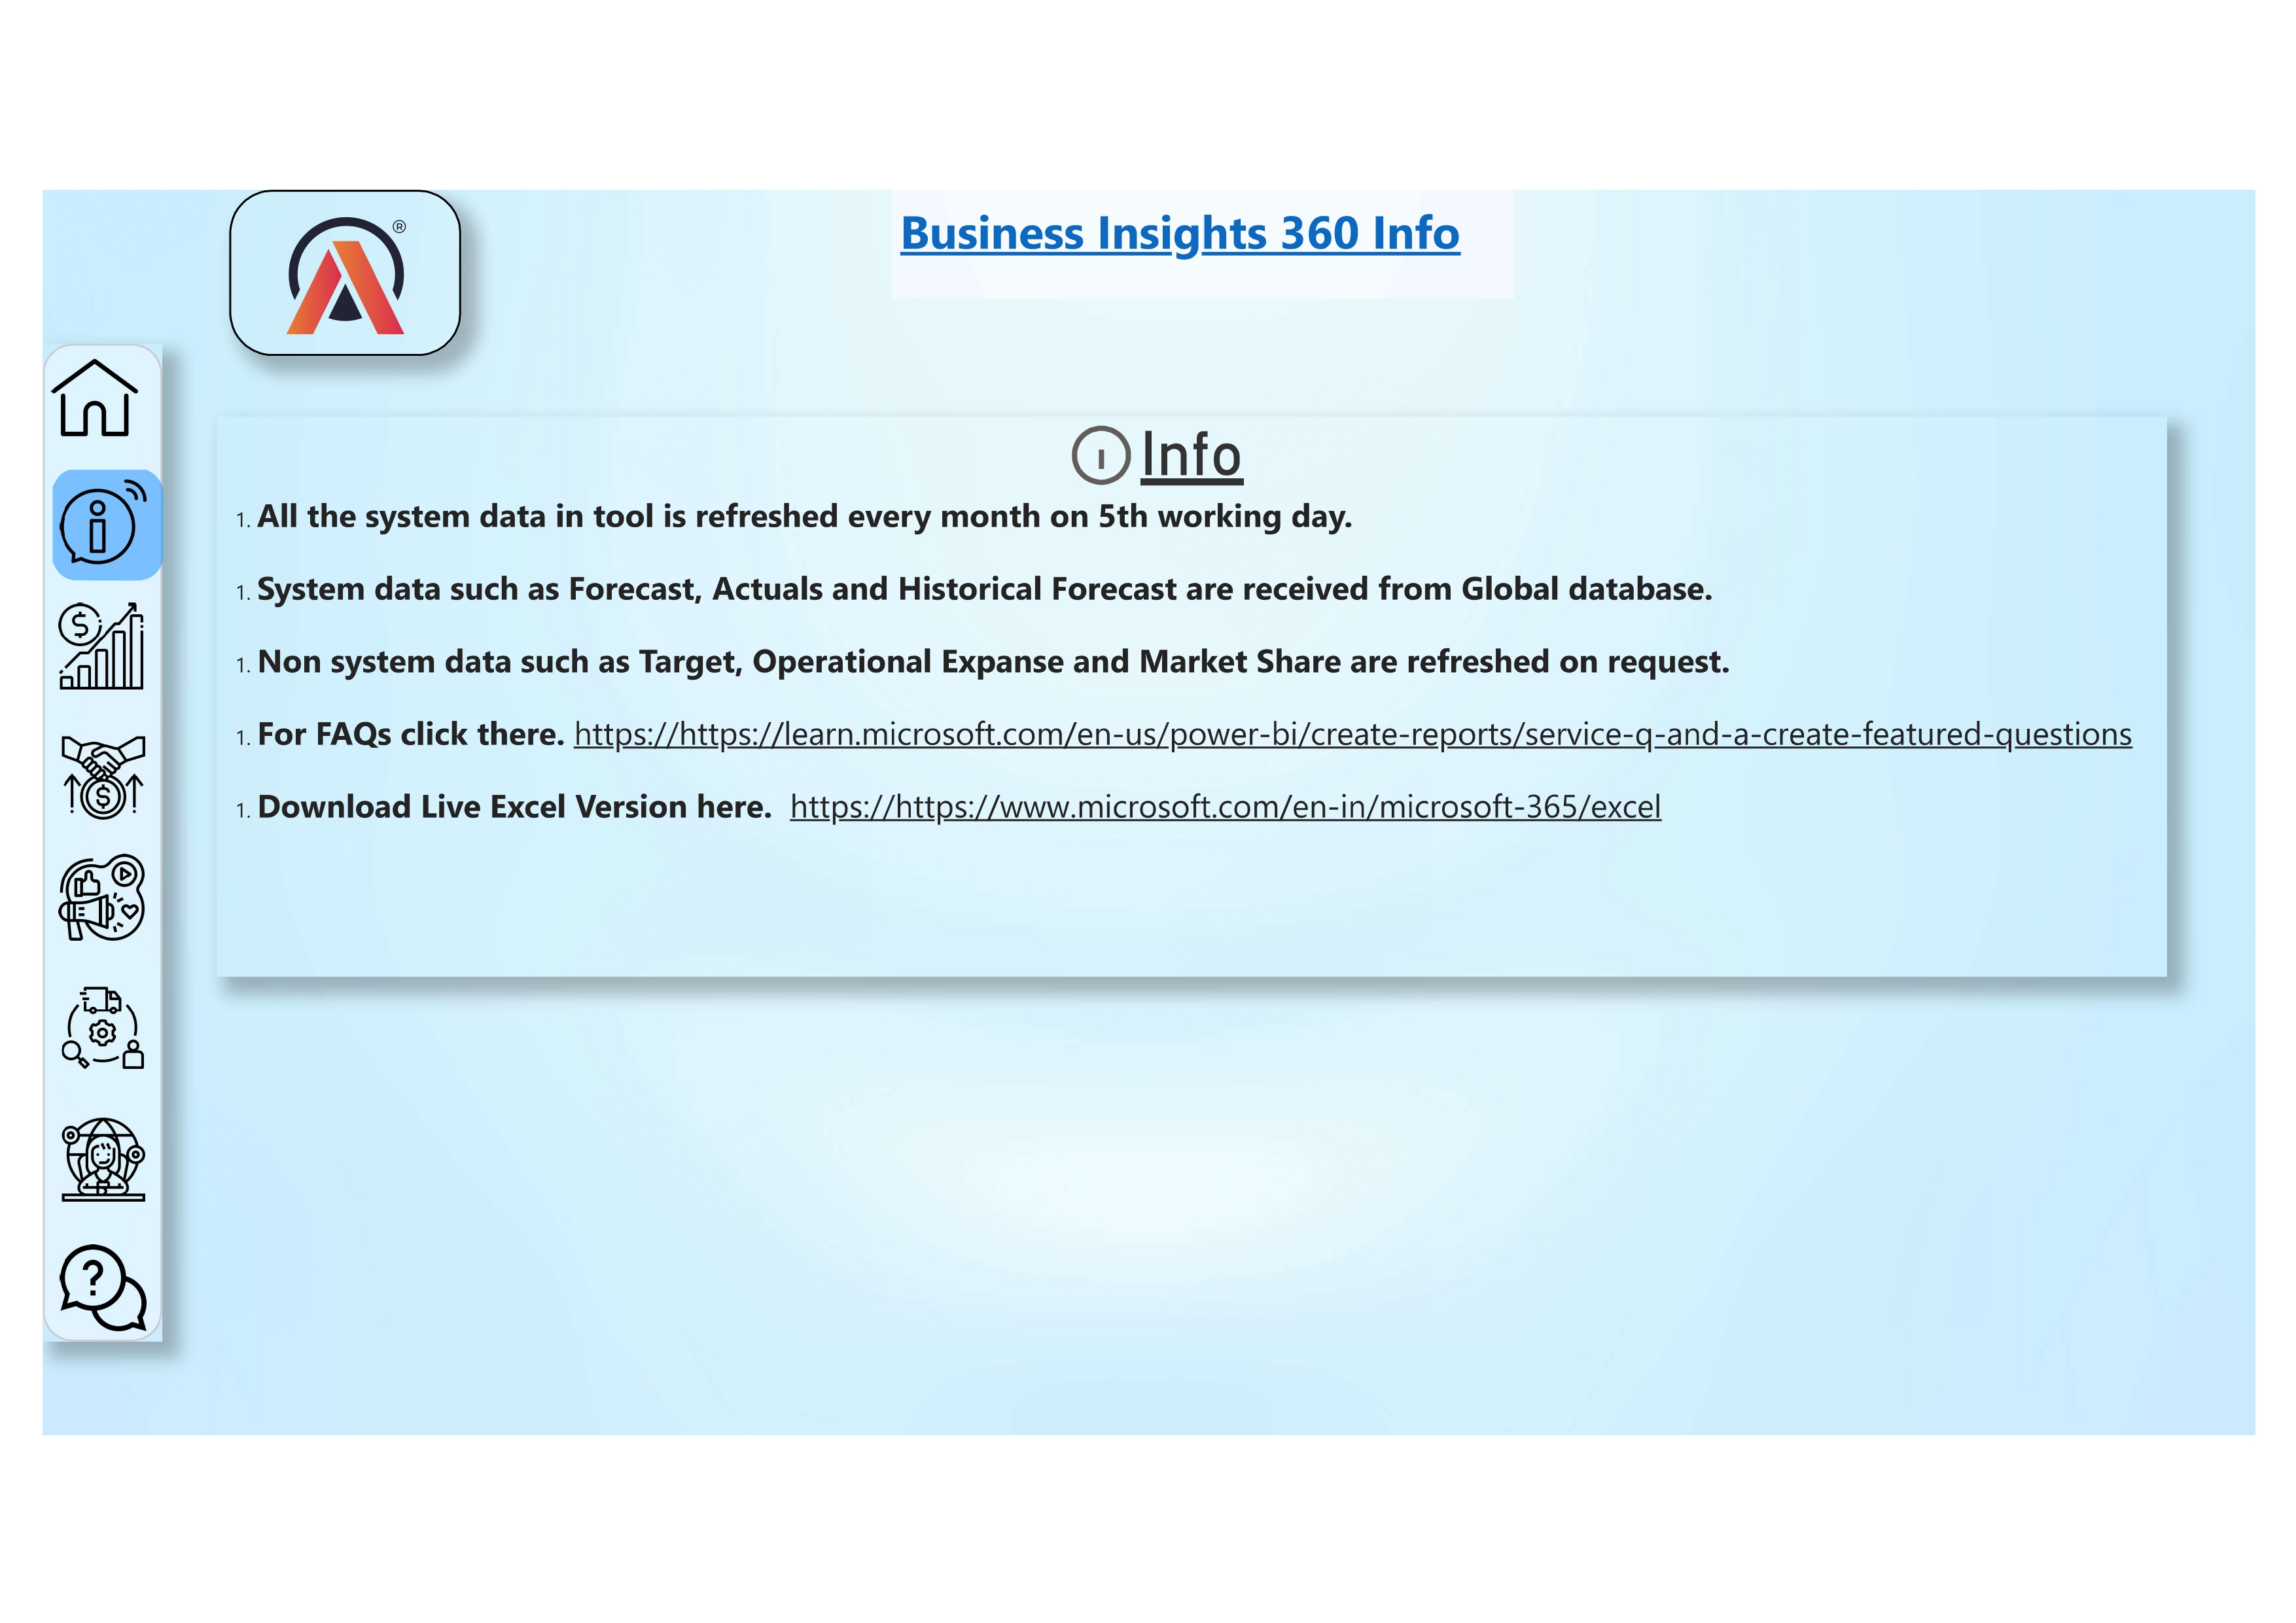 ®
Business Insights 360 Info
Info
1. All the system data in tool is refreshed every month on 5th working day.
1. System data such as Forecast, Actuals and Historical Forecast are received from Global database.
1. Non system data such as Target, Operational Expanse and Market Share are refreshed on request.
1. For FAQs click there. https://https://learn.microsoft.com/en-us/power-bi/create-reports/service-q-and-a-create-featured-questions
1. Download Live Excel Version here.  https://https://www.microsoft.com/en-in/microsoft-365/excel